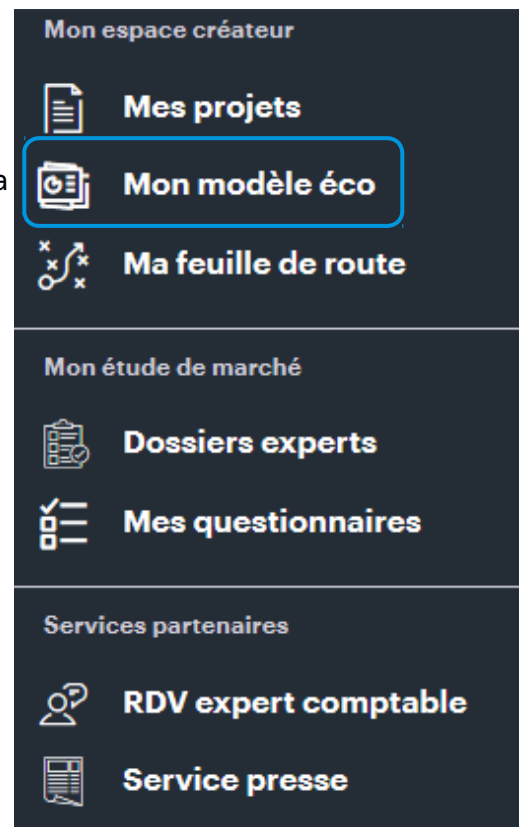 Mon espace créateur
Mes projets
a
Mon modèle éco
Ma feuille de route
Mon étude de marché
Dossiers experts
Mes questionnaires
Services partenaires
RDV expert comptable
Service presse